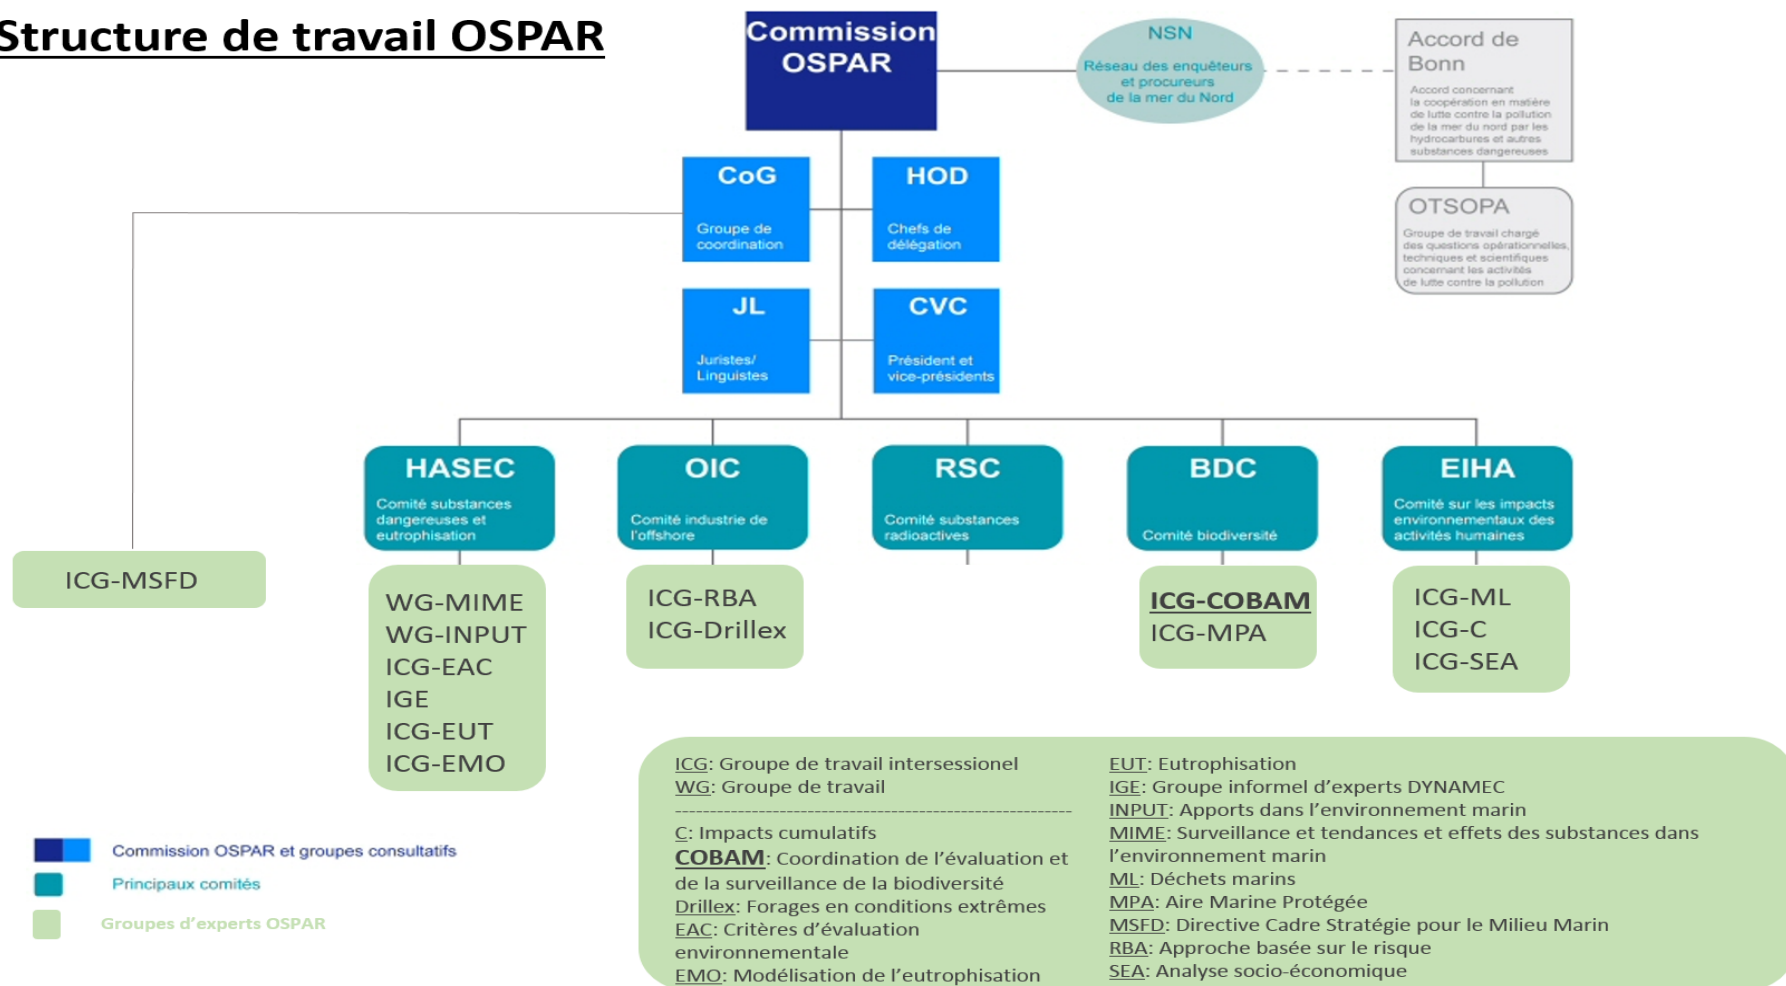 Structure de travail OSPAR
Commission
OSPAR
NSN
Réseau des enquêteurs
et procureurs
de la mer du Nord
Accord de
Bonn
Accord concernant
la coopération en matière
de lutte contre la pollution
de la mer du nord par les
hydrocarbures et autres
substances dangereuses
OTSOPA
Groupe de travail chargé
des questions opérationnelles,
techniques et scientifiques
concernant les activités
de lutte contre la pollution
CoG
Groupe de
coordination
HOD
Chefs de
délégation
JL
Juristes/
Linguistes
CVC
Président et
vice-présidents
HASEC
Comité substances
dangereuses et
eutrophisation
OIC
Comité industrie de
l'offshore
RSC
Comité substances
radioactives
BDC
Comité biodiversité
EIHA
Comité sur les impacts
environnementaux des
activités humaines
ICG-MSFD
WG-MIME
WG-INPUT
ICG-EAC
IGE
ICG-EUT
ICG-EMO
ICG-RBA
ICG-Drillex
ICG-COBAM
ICG-MPA
ICG-ML
ICG-C
ICG-SEA
Commission OSPAR et groupes consultatifs
Principaux comités
Groupes d'experts OSPAR
ICG: Groupe de travail intersessionel
WG: Groupe de travail
------------------------------------------------------
C: Impacts cumulatifs
COBAM: Coordination de l'évaluation et
de la surveillance de la biodiversité
Drillex: Forages en conditions extrêmes
EAC: Critères d'évaluation
environnementale
EMO: Modélisation de l'eutrophisation
EUT: Eutrophisation
IGE: Groupe informel d'experts DYNAMEC
INPUT: Apports dans l'environnement marin
MIME: Surveillance et tendances et effets des substances dans
l'environnement marin
ML: Déchets marins
MPA: Aire Marine Protégée
MSFD: Directive Cadre Stratégie pour le Milieu Marin
RBA: Approche basée sur le risque
SEA: Analyse socio-économique